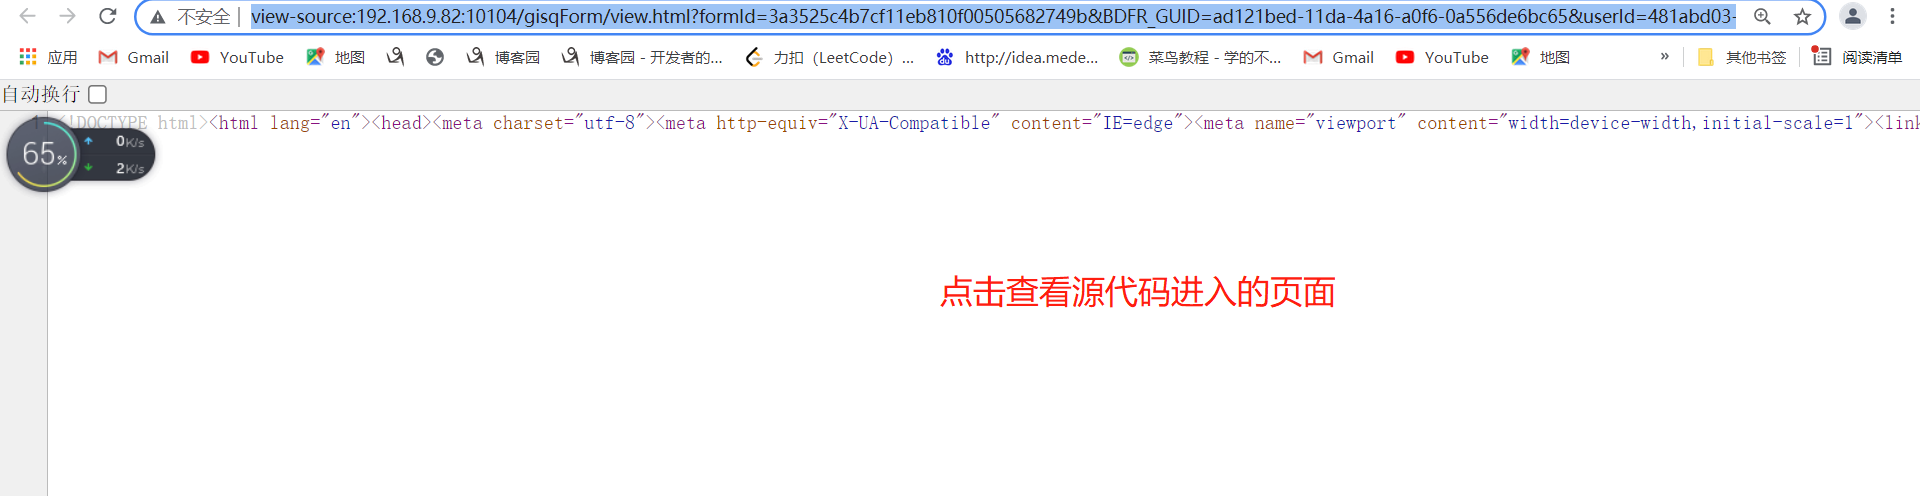 不安全 | view-source:192.168.9.82:10104/gisqForm/view.html?formId=3a3525c4b7cf11eb810f00505682749b&BDFR_GUID=ad121bed-11da-4a16-a0f6-0a556de6bc65&userId=481abd03-
应用 Gmail YouTube 地图 博客园 博客园 - 开发者的... 力扣（LeetCode）... http://idea.mede... 菜鸟教程 - 学的不... Gmail YouTube 地图 » 其他书签 阅读清单
自动换行
1 <!DOCTYPE html><html lang="en"><head><meta charset="utf-8"><meta http-equiv="X-UA-Compatible" content="IE=edge"><meta name="viewport" content="width=device-width,initial-scale=1"><link
65% 0K/s
2K/s
点击查看源代码进入的页面